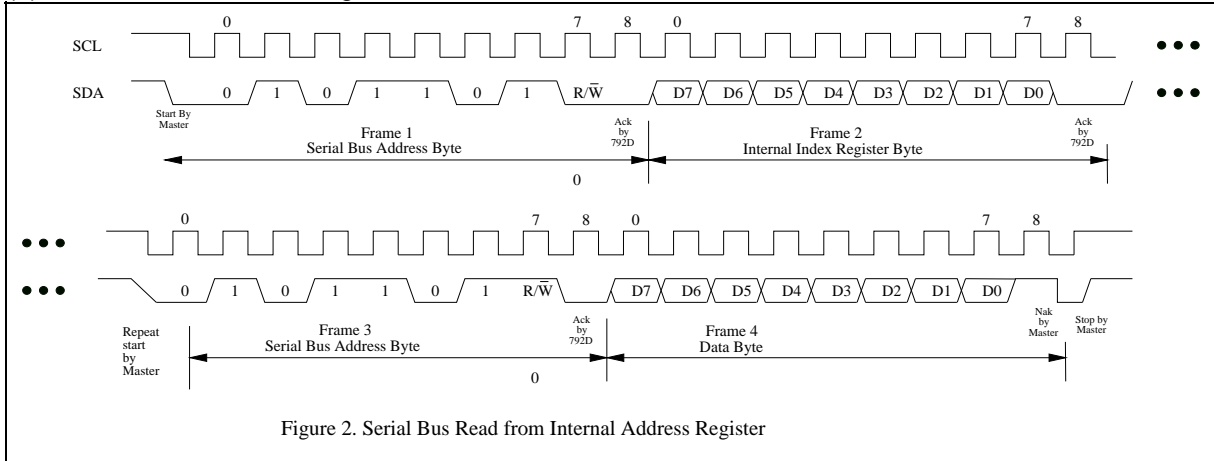 0 7 8 0 7 8
SCL
SDA 0 1 0 1 1 0 1 R/W̅ D7 D6 D5 D4 D3 D2 D1 D0
Start By
Master
Ack
by
792D
Ack
by
792D
Frame 1
Serial Bus Address Byte
Frame 2
Internal Index Register Byte
0
0 7 8 0 7 8
0 1 0 1 1 0 1 R/W̅ D7 D6 D5 D4 D3 D2 D1 D0
Repeat
start
by
Master
Frame 3
Serial Bus Address Byte
Ack
by
792D
Frame 4
Data Byte
Nak
by
Master
Stop by
Master
0
Figure 2. Serial Bus Read from Internal Address Register